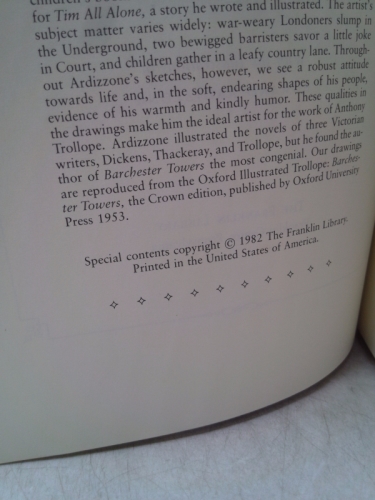 for Tim All Alone, a story he wrote and illustrated. The artist's
subject matter varies widely: war-weary Londoners slump in
the Underground, two bewigged barristers savor a little joke
in Court, and children gather in a leafy country lane. Through-
out Ardizzone's sketches, however, we see a robust attitude
towards life and, in the soft, endearing shapes of his people,
evidence of his warmth and kindly humor. These qualities in
the drawings make him the ideal artist for the work of Anthony
Trollope. Ardizzone illustrated the novels of three Victorian
writers, Dickens, Thackeray, and Trollope, but he found the au-
thor of Barchester Towers the most congenial. Our drawings
are reproduced from the Oxford Illustrated Trollope: Barches-
ter Towers, the Crown edition, published by Oxford University
Press 1953.
Special contents copyright © 1982 The Franklin Library.
Printed in the United States of America.